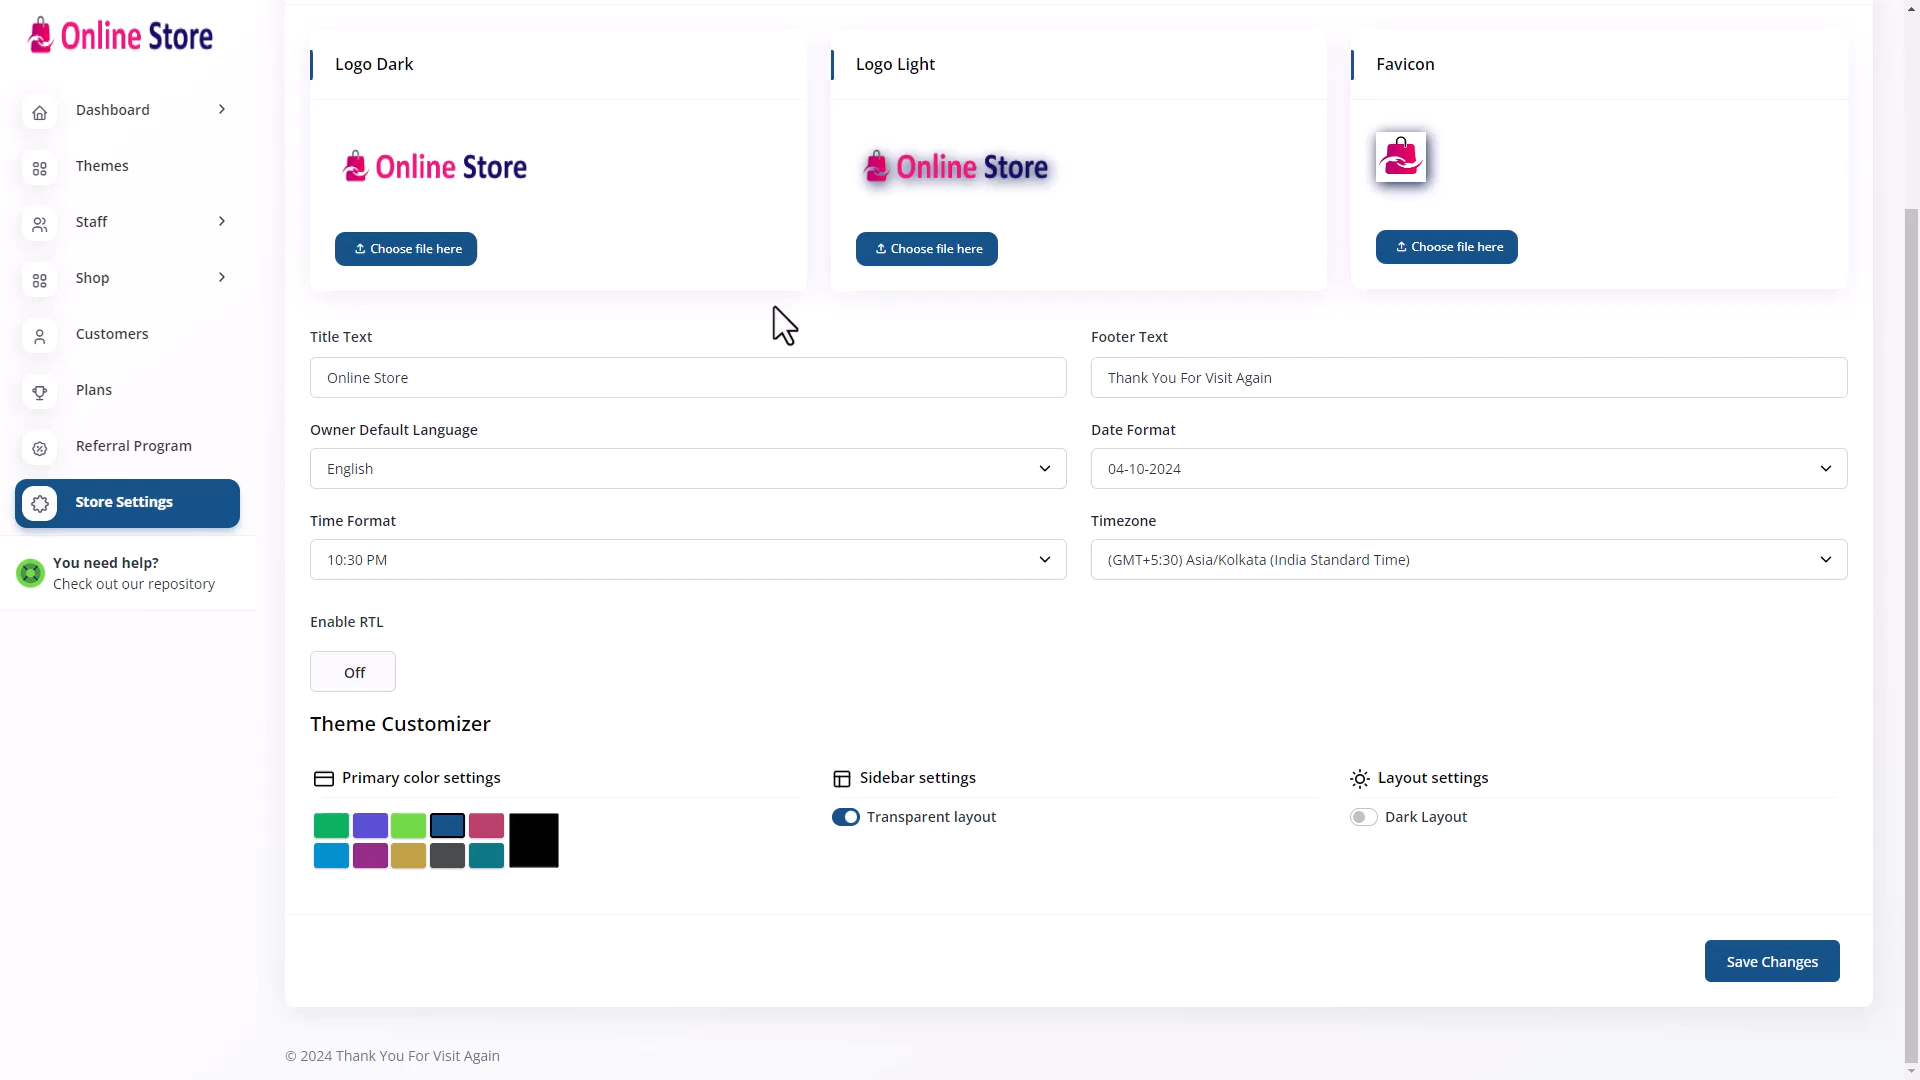 Online Store
Dashboard
Themes
Staff
Shop
Customers
Plans
Referral Program
Store Settings
You need help?
Check out our repository
Logo Dark
Online Store
Choose file here
Logo Light
Online Store
Choose file here
Favicon
Choose file here
Title Text
Online Store
Footer Text
Thank You For Visit Again
Owner Default Language
English
Date Format
04-10-2024
Time Format
10:30 PM
Timezone
(GMT+5:30) Asia/Kolkata (India Standard Time)
Enable RTL
Off
Theme Customizer
Primary color settings
Sidebar settings
Transparent layout
Layout settings
Dark Layout
Save Changes
© 2024 Thank You For Visit Again